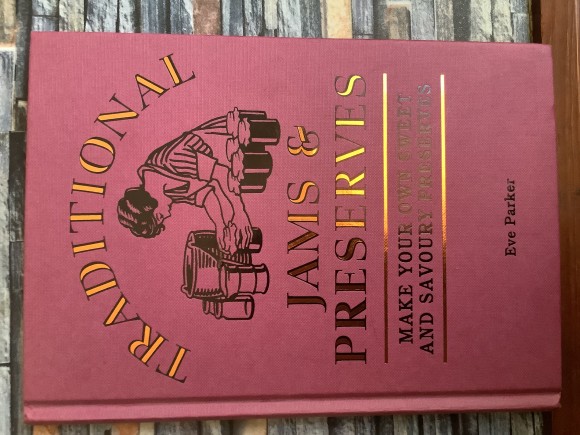 TRADITIONAL
JAMS &
PRESERVES
MAKE YOUR OWN SWEET
AND SAVOURY PRESERVES
Eve Parker